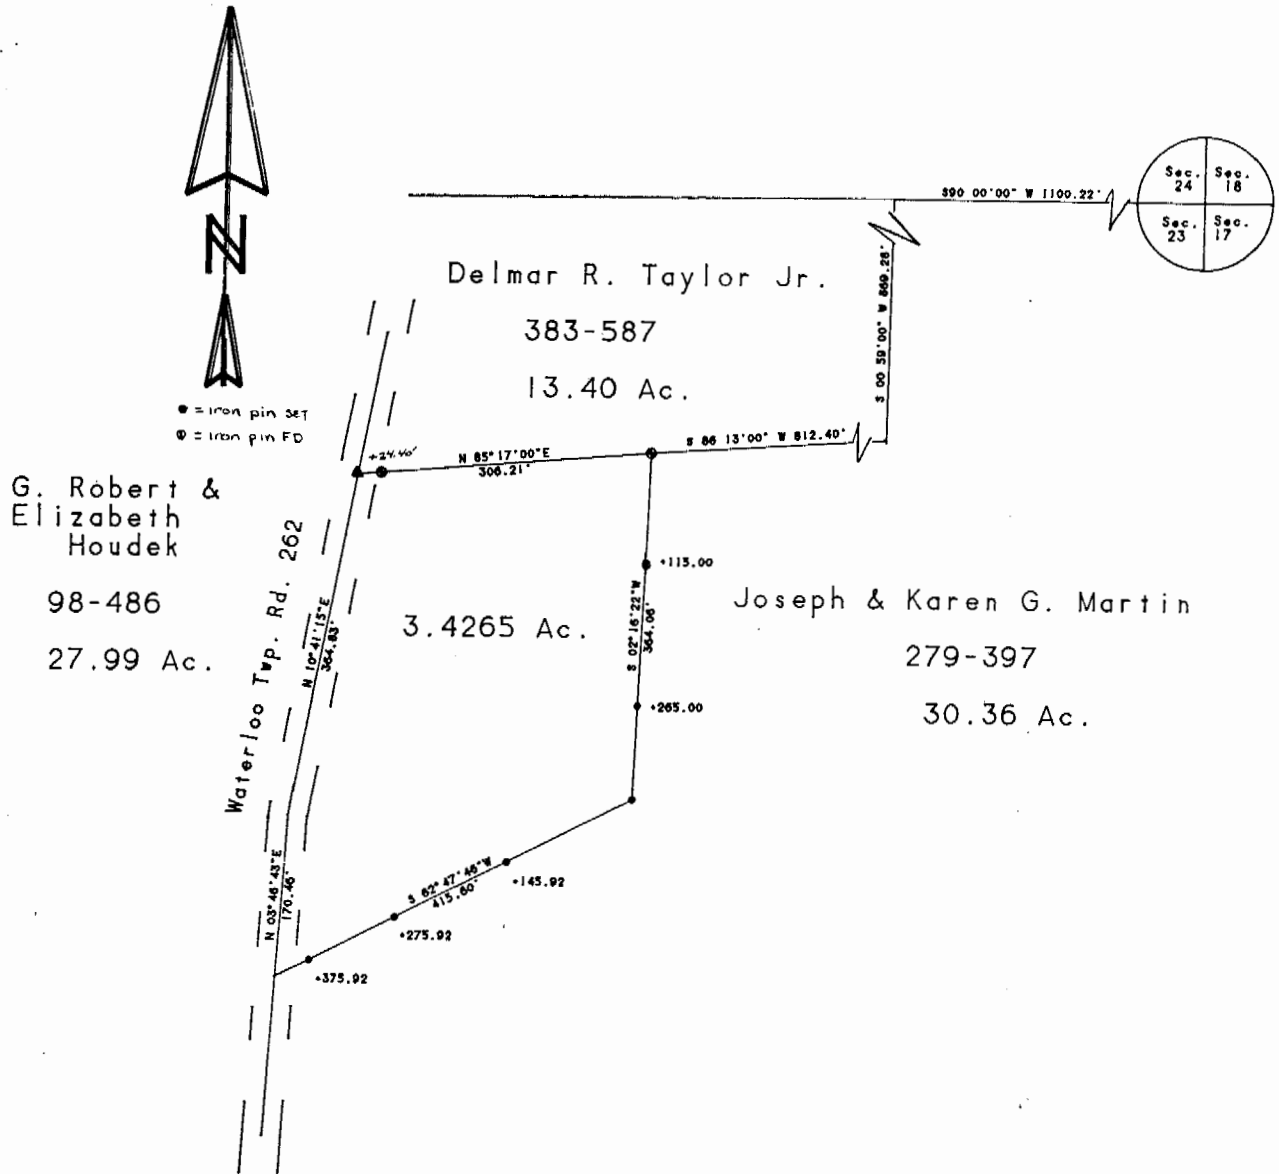 Sec. 24
Sec. 18
Sec. 23
Sec. 17
S90 00'00" W 1100.22'
N
Delmar R. Taylor Jr.
383-587
13.40 Ac.
S 00 59'00" W 869.28'
● = iron pin SET
⊕ = iron pin FD
+24.40'
N 85°17'00"E
306.21'
S 86 13'00" W 812.40'
G. Robert &
Elizabeth
Houdek
98-486
27.99 Ac.
Waterloo Twp. Rd. 262
N 10°41'15"E
364.83'
3.4265 Ac.
+115.00
S 02°16'22"W
364.06'
+265.00
Joseph & Karen G. Martin
279-397
30.36 Ac.
N 03°46'43"E
170.46'
S 62°47'46"W
415.60'
+145.92
+275.92
+375.92